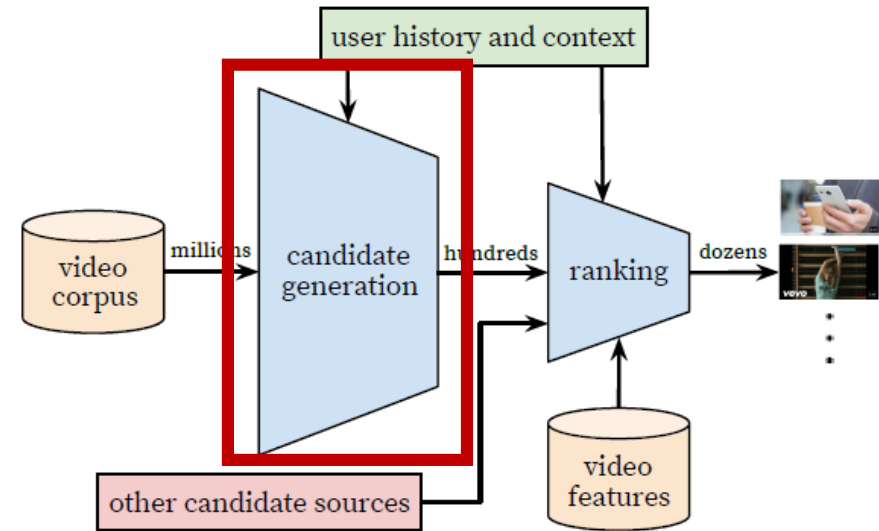 user history and context
video
corpus
millions
candidate
generation
hundreds
ranking
dozens
vevo
other candidate sources
video
features